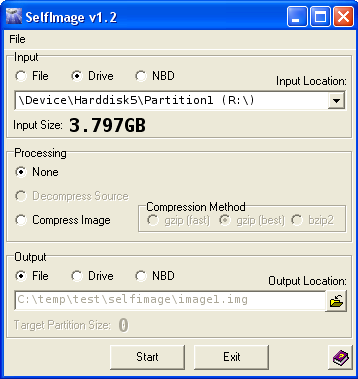 SelfImage v1.2
File
Input
File Drive NBD
Input Location:
\Device\Harddisk5\Partition1 (R:\)
Input Size: 3.797GB
Processing
None
Decompress Source
Compress Image
Compression Method
gzip (fast) gzip (best) bzip2
Output
File Drive NBD
Output Location:
C:\temp\test\selfimage\image1.img
Target Partition Size: 0
Start Exit